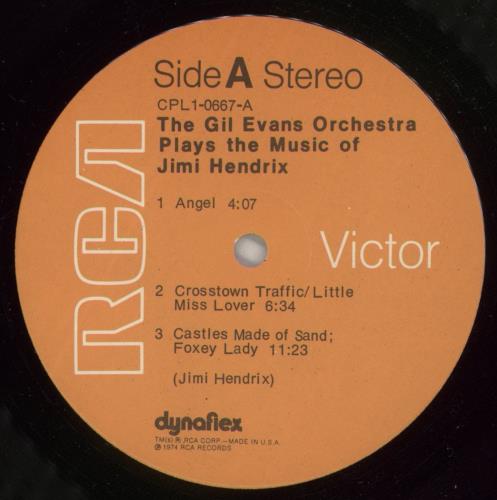 Side A Stereo
CPL1-0667-A
The Gil Evans Orchestra
Plays the Music of
Jimi Hendrix
1 Angel 4:07
RCA
Victor
2 Crosstown Traffic/Little
Miss Lover 6:34
3 Castles Made of Sand;
Foxey Lady 11:23
(Jimi Hendrix)
dynaflex
TM(s) ® RCA CORP.—MADE IN U.S.A.
℗ 1974 RCA RECORDS